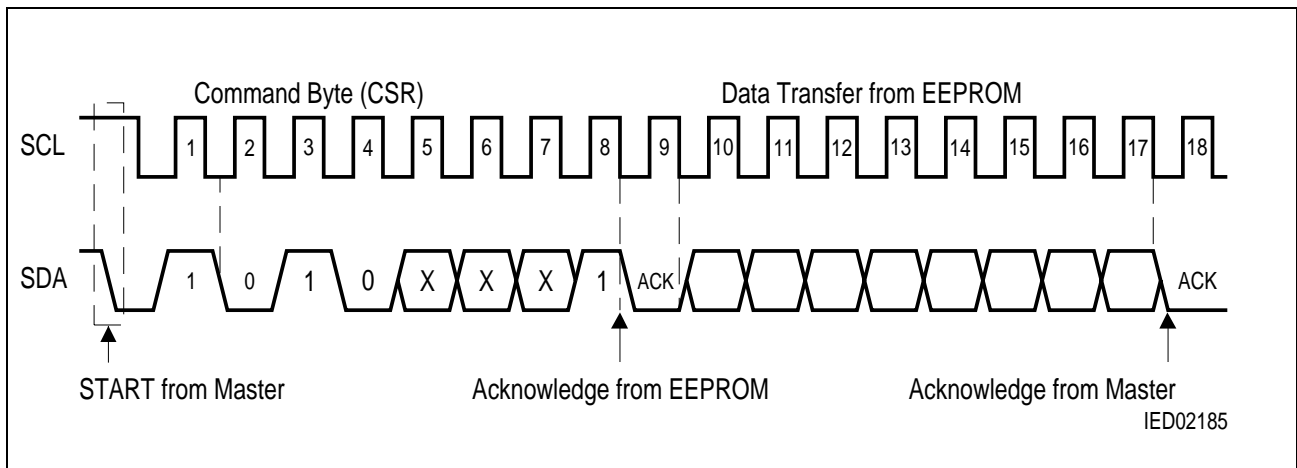 Command Byte (CSR) Data Transfer from EEPROM
SCL 1 2 3 4 5 6 7 8 9 10 11 12 13 14 15 16 17 18
SDA 1 0 1 0 X X X 1 ACK ACK
START from Master Acknowledge from EEPROM Acknowledge from Master
IED02185